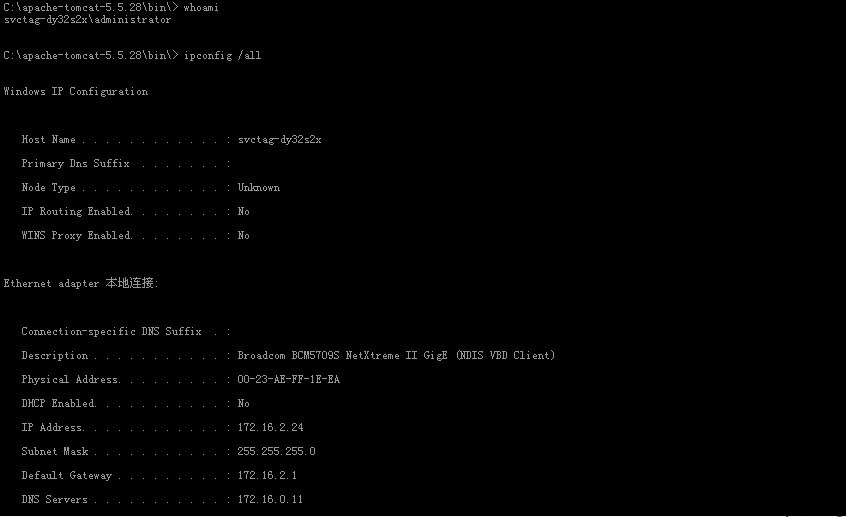 C:\apache-tomcat-5.5.28\bin\> whoami
svctag-dy32s2x\administrator
C:\apache-tomcat-5.5.28\bin\> ipconfig /all
Windows IP Configuration
Host Name . . . . . . . . . . . . : svctag-dy32s2x
Primary Dns Suffix . . . . . . . :
Node Type . . . . . . . . . . . . : Unknown
IP Routing Enabled. . . . . . . . : No
WINS Proxy Enabled. . . . . . . . : No
Ethernet adapter 本地连接:
Connection-specific DNS Suffix . :
Description . . . . . . . . . . . : Broadcom BCM5709S NetXtreme II GigE (NDIS VBD Client)
Physical Address. . . . . . . . . : 00-23-AE-FF-1E-EA
DHCP Enabled. . . . . . . . . . . : No
IP Address. . . . . . . . . . . . : 172.16.2.24
Subnet Mask . . . . . . . . . . . : 255.255.255.0
Default Gateway . . . . . . . . . : 172.16.2.1
DNS Servers . . . . . . . . . . . : 172.16.0.11